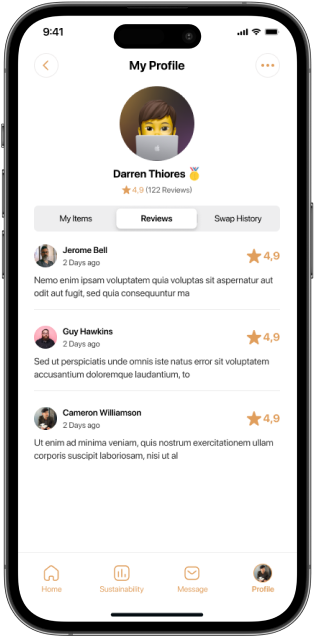 9:41
My Profile
Darren Thiores
4.9 (122 Reviews)
My Items
Reviews
Swap History
Jerome Bell
2 Days ago
4,9
Nemo enim ipsam voluptatem quia voluptas sit aspernatur aut
odit aut fugit, sed quia consequuntur ma
Guy Hawkins
2 Days ago
4,9
Sed ut perspiciatis unde omnis iste natus error sit voluptatem
accusantium doloremque laudantium, to
Cameron Williamson
2 Days ago
4,9
Ut enim ad minima veniam, quis nostrum exercitationem ullam
corporis suscipit laboriosam, nisi ut al
Home
Sustainability
Message
Profile